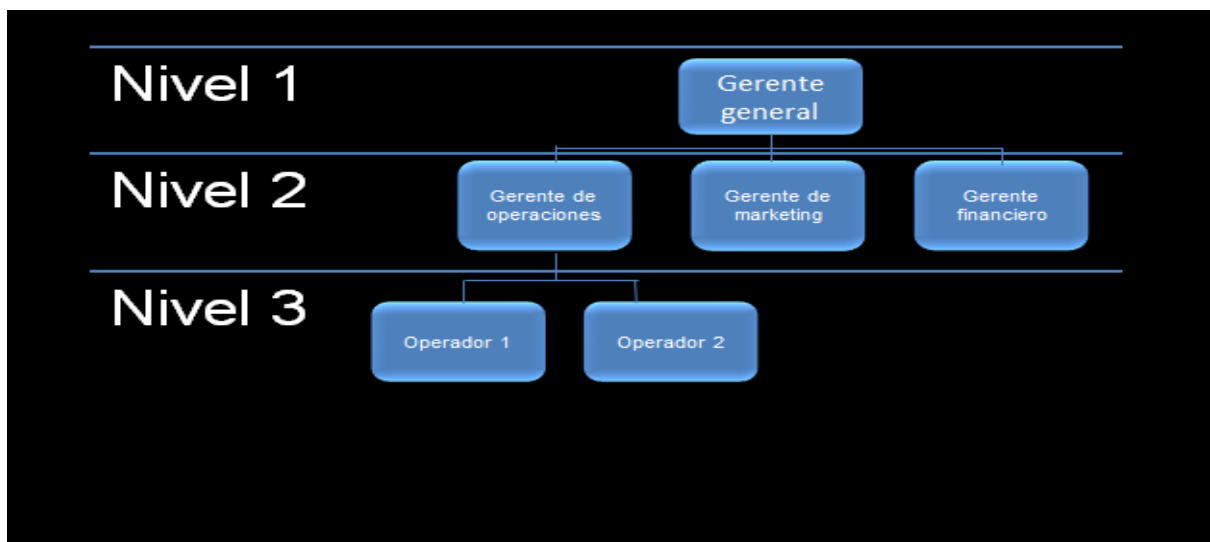 Nivel 1
Gerente
general
Nivel 2
Gerente de
operaciones
Gerente de
marketing
Gerente
financiero
Nivel 3
Operador 1
Operador 2